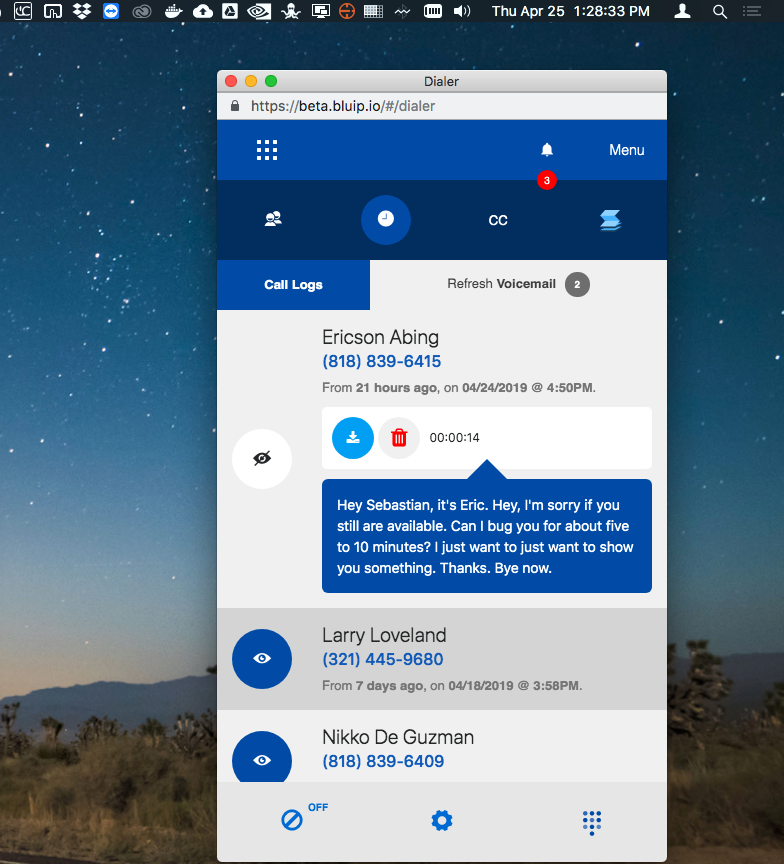 Thu Apr 25 1:28:33 PM
Dialer
https://beta.bluip.io/#/dialer
Menu
3
CC
Call Logs
Refresh Voicemail 2
Ericson Abing
(818) 839-6415
From 21 hours ago, on 04/24/2019 @ 4:50PM.
00:00:14
Hey Sebastian, it's Eric. Hey, I'm sorry if you
still are available. Can I bug you for about five
to 10 minutes? I just want to just want to show
you something. Thanks. Bye now.
Larry Loveland
(321) 445-9680
From 7 days ago, on 04/18/2019 @ 3:58PM.
Nikko De Guzman
(818) 839-6409
OFF